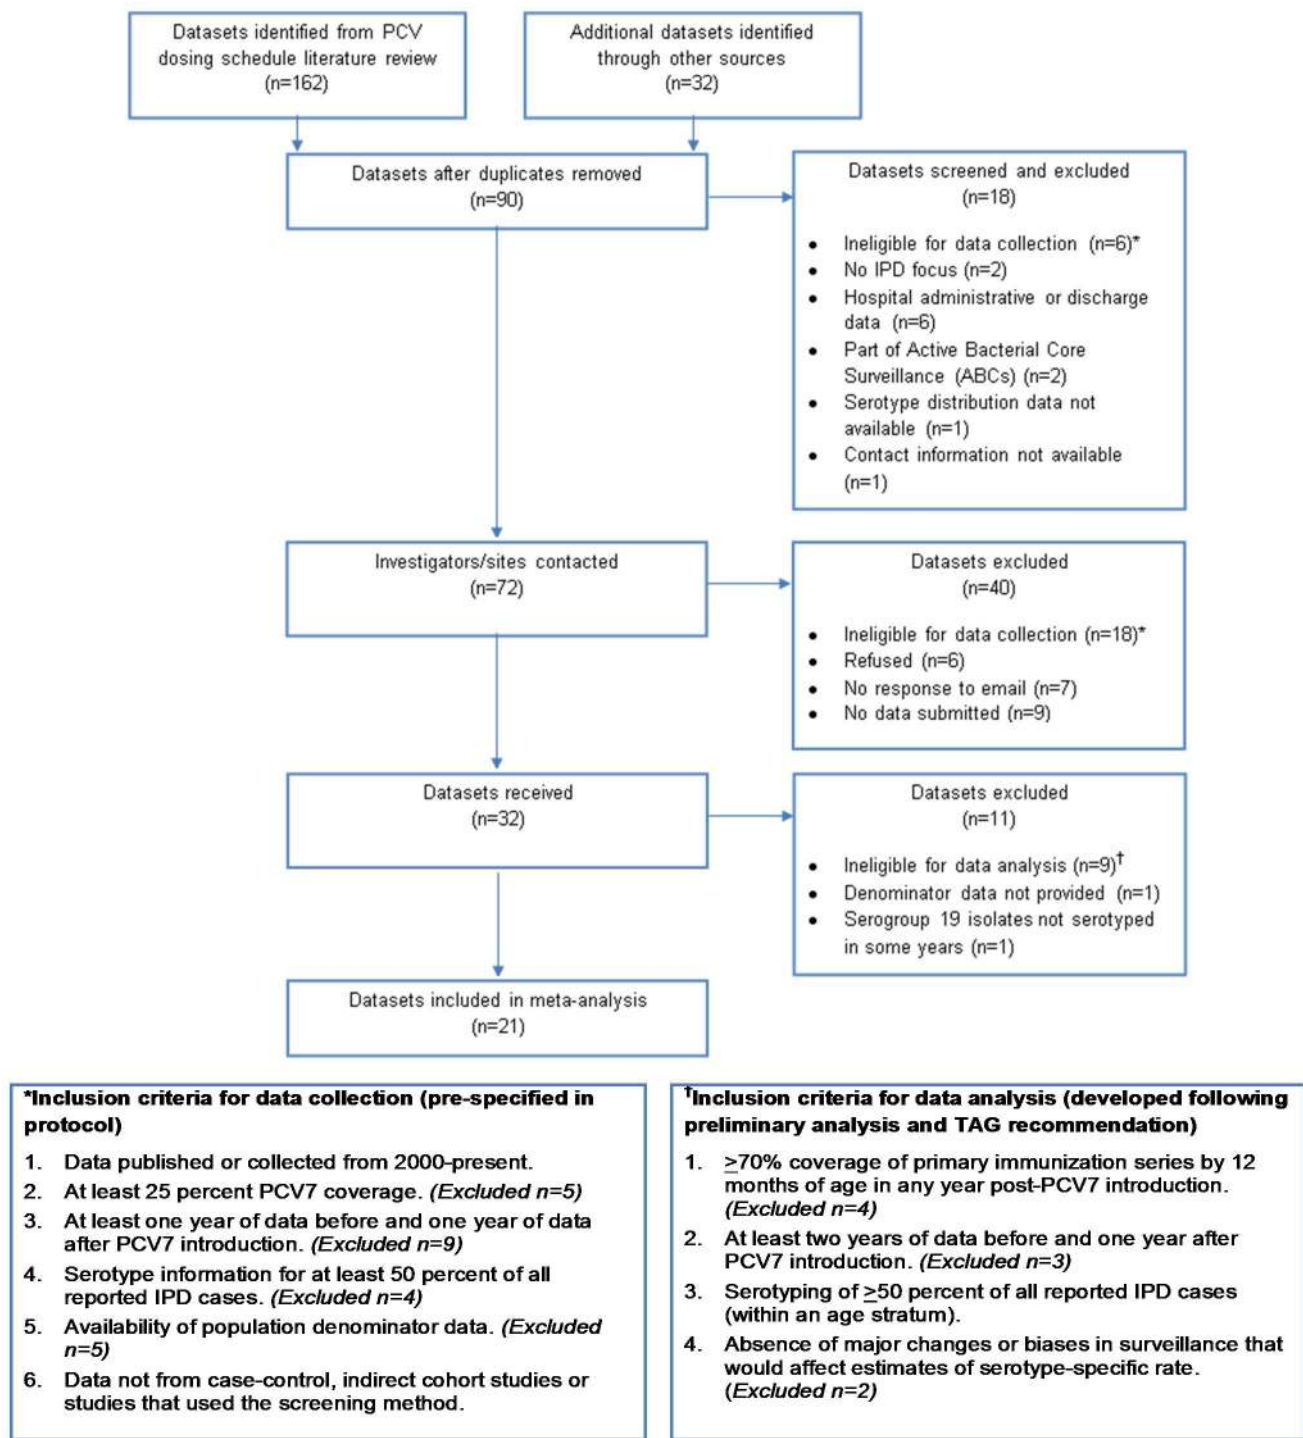 Datasets identified from PCV
dosing schedule literature review
(n=162)
Additional datasets identified
through other sources
(n=32)
Datasets after duplicates removed
(n=90)
Datasets screened and excluded
(n=18)
• Ineligible for data collection (n=6)*
• No IPD focus (n=2)
• Hospital administrative or discharge
data (n=6)
• Part of Active Bacterial Core
Surveillance (ABCs) (n=2)
• Serotype distribution data not
available (n=1)
• Contact information not available
(n=1)
Investigators/sites contacted
(n=72)
Datasets excluded
(n=40)
• Ineligible for data collection (n=18)*
• Refused (n=6)
• No response to email (n=7)
• No data submitted (n=9)
Datasets received
(n=32)
Datasets excluded
(n=11)
• Ineligible for data analysis (n=9)†
• Denominator data not provided (n=1)
• Serogroup 19 isolates not serotyped
in some years (n=1)
Datasets included in meta-analysis
(n=21)
*Inclusion criteria for data collection (pre-specified in
protocol)
1. Data published or collected from 2000-present.
2. At least 25 percent PCV7 coverage. (Excluded n=5)
3. At least one year of data before and one year of data
after PCV7 introduction. (Excluded n=9)
4. Serotype information for at least 50 percent of all
reported IPD cases. (Excluded n=4)
5. Availability of population denominator data. (Excluded
n=5)
6. Data not from case-control, indirect cohort studies or
studies that used the screening method.
†Inclusion criteria for data analysis (developed following
preliminary analysis and TAG recommendation)
1. ≥70% coverage of primary immunization series by 12
months of age in any year post-PCV7 introduction.
(Excluded n=4)
2. At least two years of data before and one year after
PCV7 introduction. (Excluded n=3)
3. Serotyping of ≥50 percent of all reported IPD cases
(within an age stratum).
4. Absence of major changes or biases in surveillance that
would affect estimates of serotype-specific rate.
(Excluded n=2)